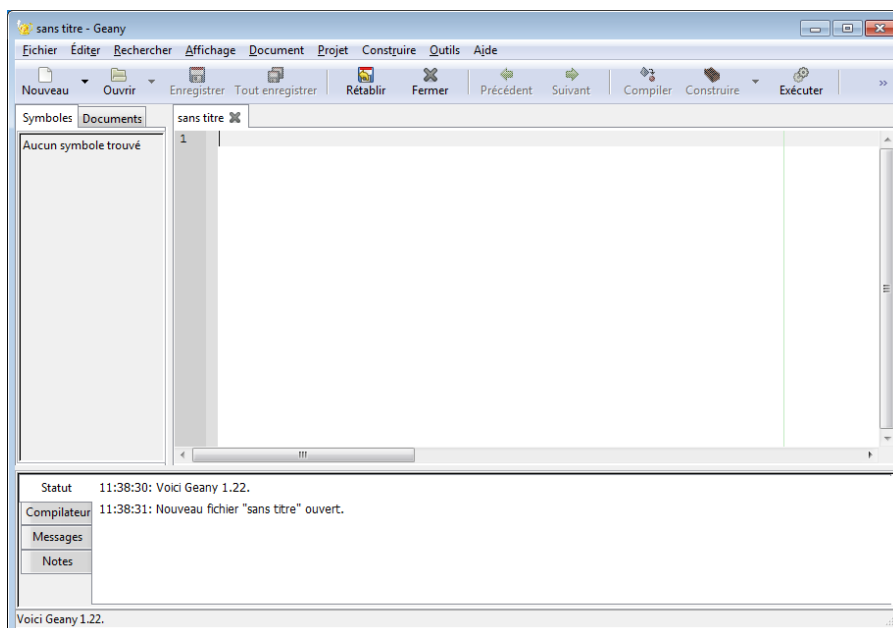 sans titre - Geany
Fichier Éditer Rechercher Affichage Document Projet Construire Outils Aide
Nouveau Ouvrir Enregistrer Tout enregistrer Rétablir Fermer Précédent Suivant Compiler Construire Exécuter »
Symboles Documents sans titre
Aucun symbole trouvé 1
Statut 11:38:30: Voici Geany 1.22.
Compilateur 11:38:31: Nouveau fichier "sans titre" ouvert.
Messages
Notes
Voici Geany 1.22.